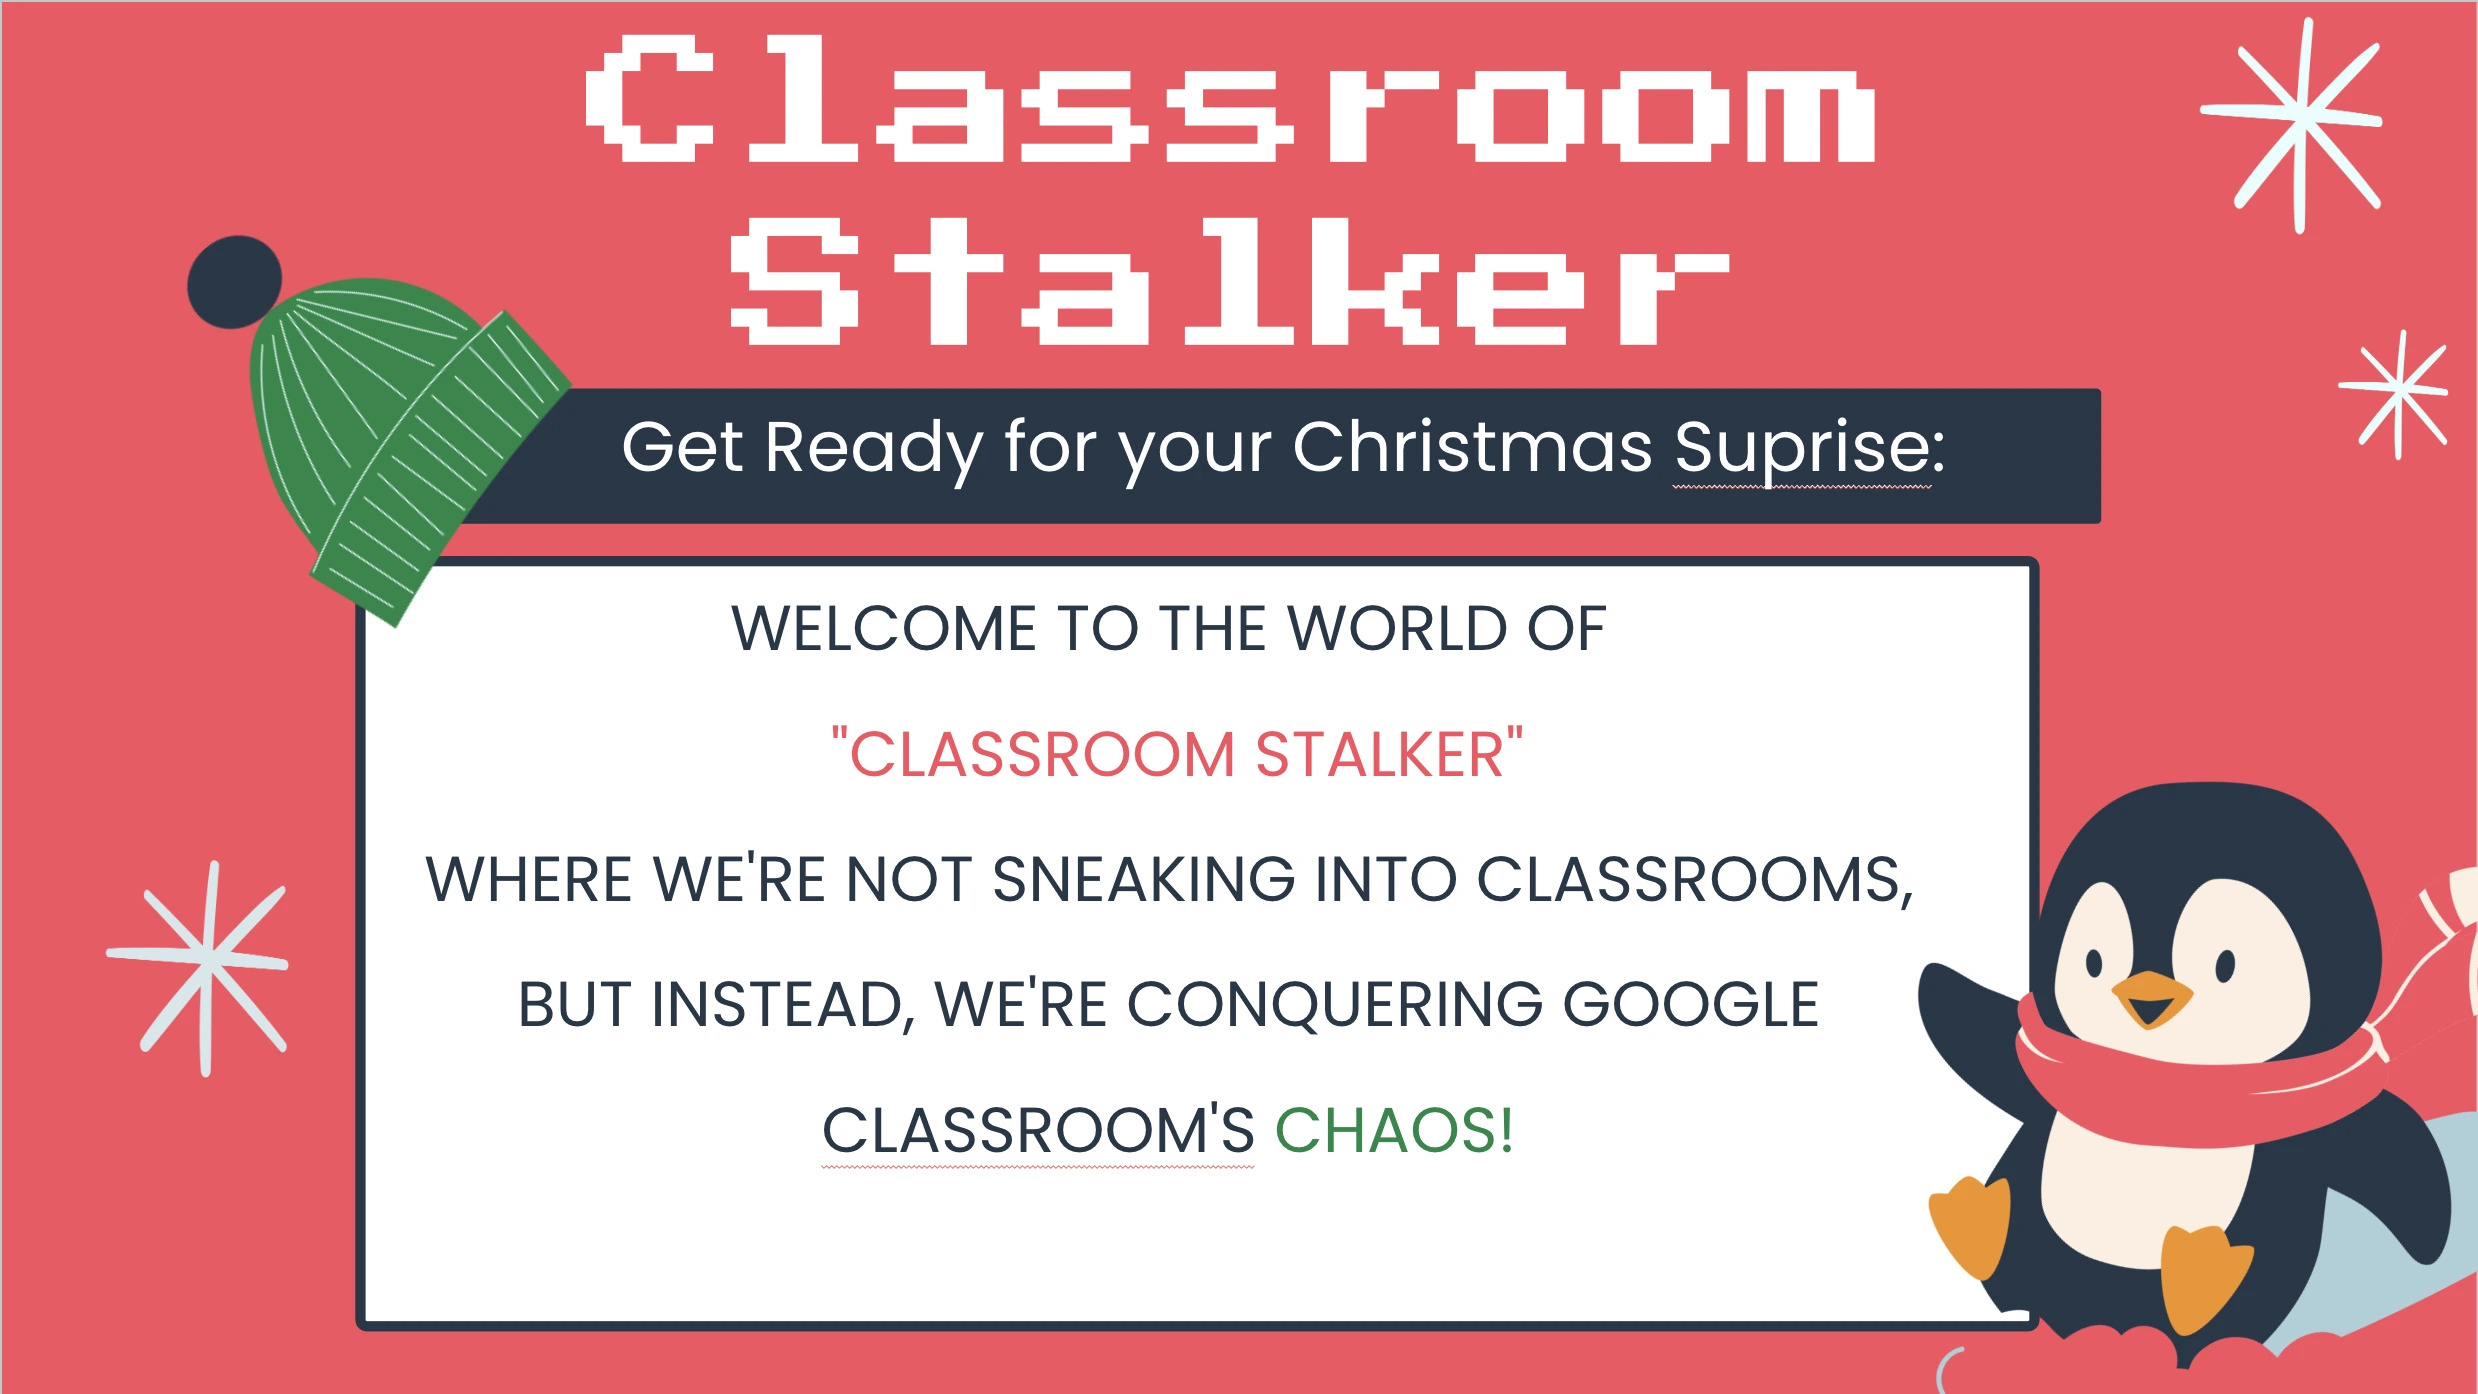 Classroom
Stalker
Get Ready for your Christmas Suprise:
WELCOME TO THE WORLD OF
"CLASSROOM STALKER"
WHERE WE'RE NOT SNEAKING INTO CLASSROOMS,
BUT INSTEAD, WE'RE CONQUERING GOOGLE
CLASSROOM'S CHAOS!